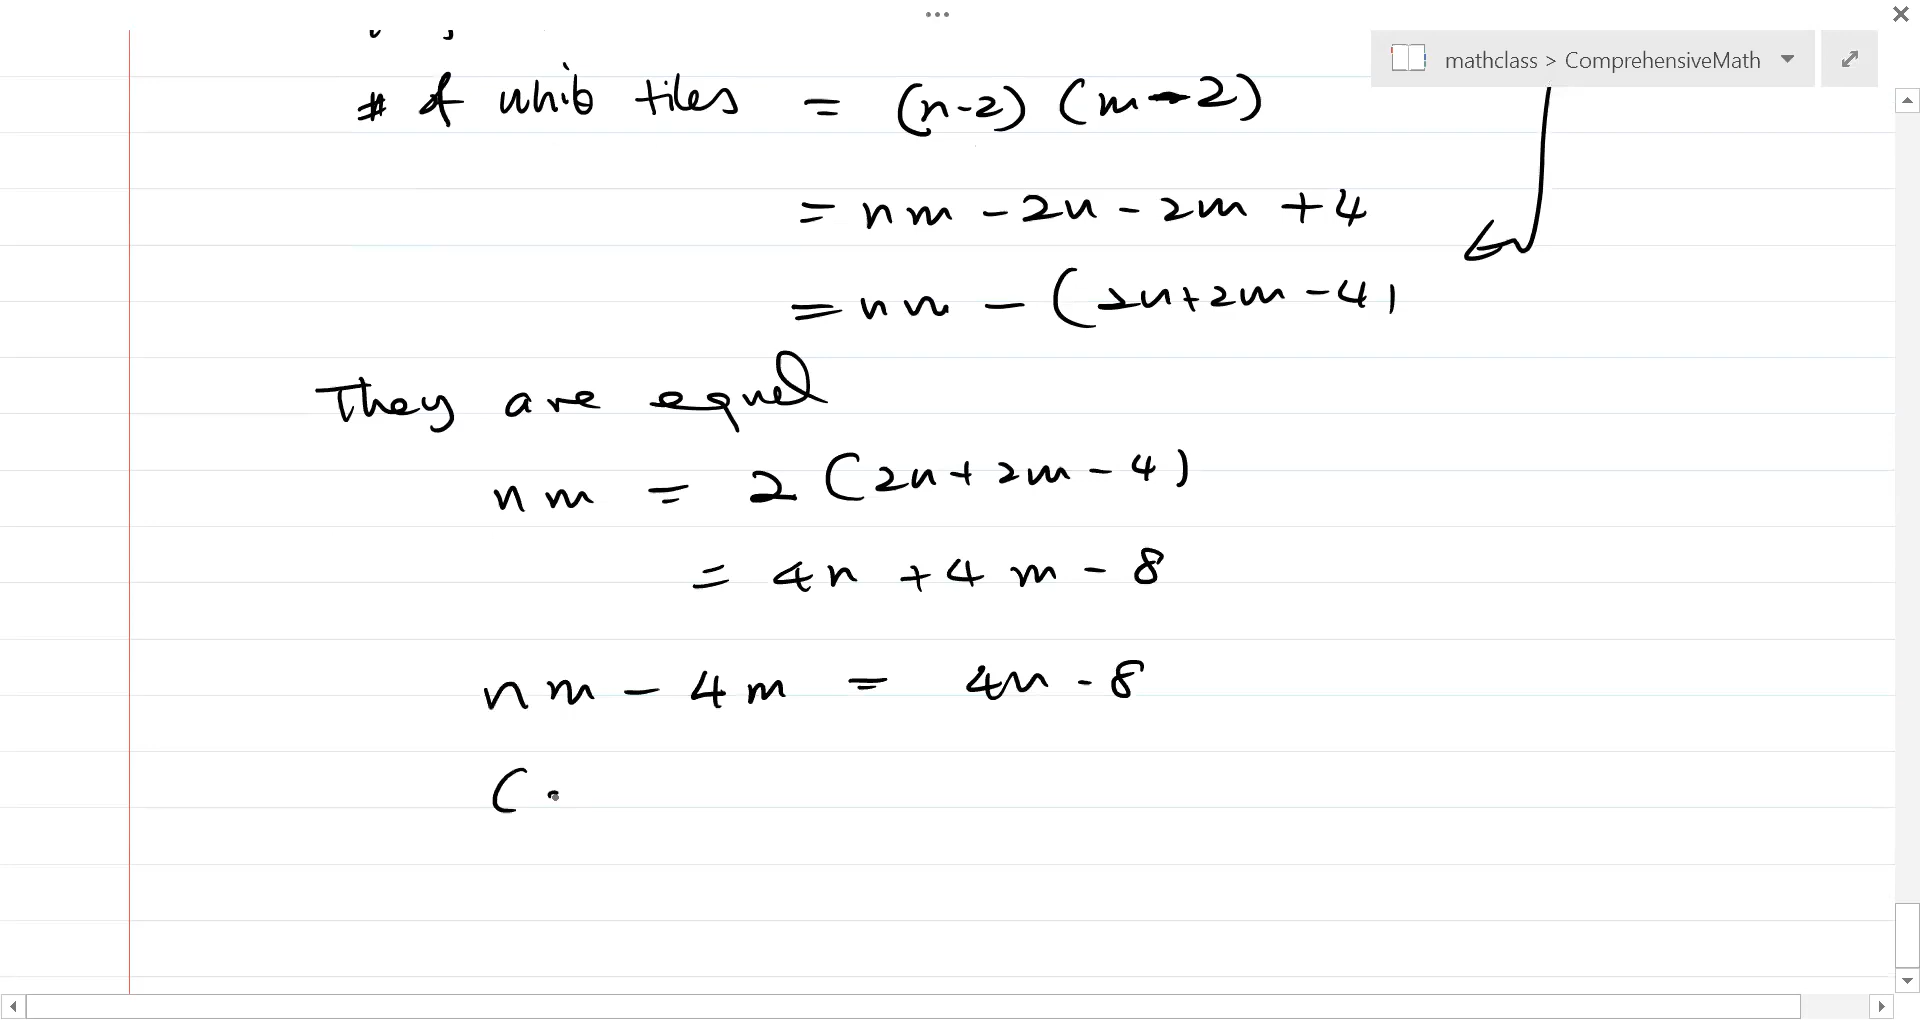 mathclass > ComprehensiveMath
# of white tiles = (n-2) (m-2)
= nm - 2n - 2m + 4
= nm - (2n+2m-4)
They are equal
nm = 2 (2n+2m-4)
= 4n + 4m - 8
nm - 4m = 4n - 8
(